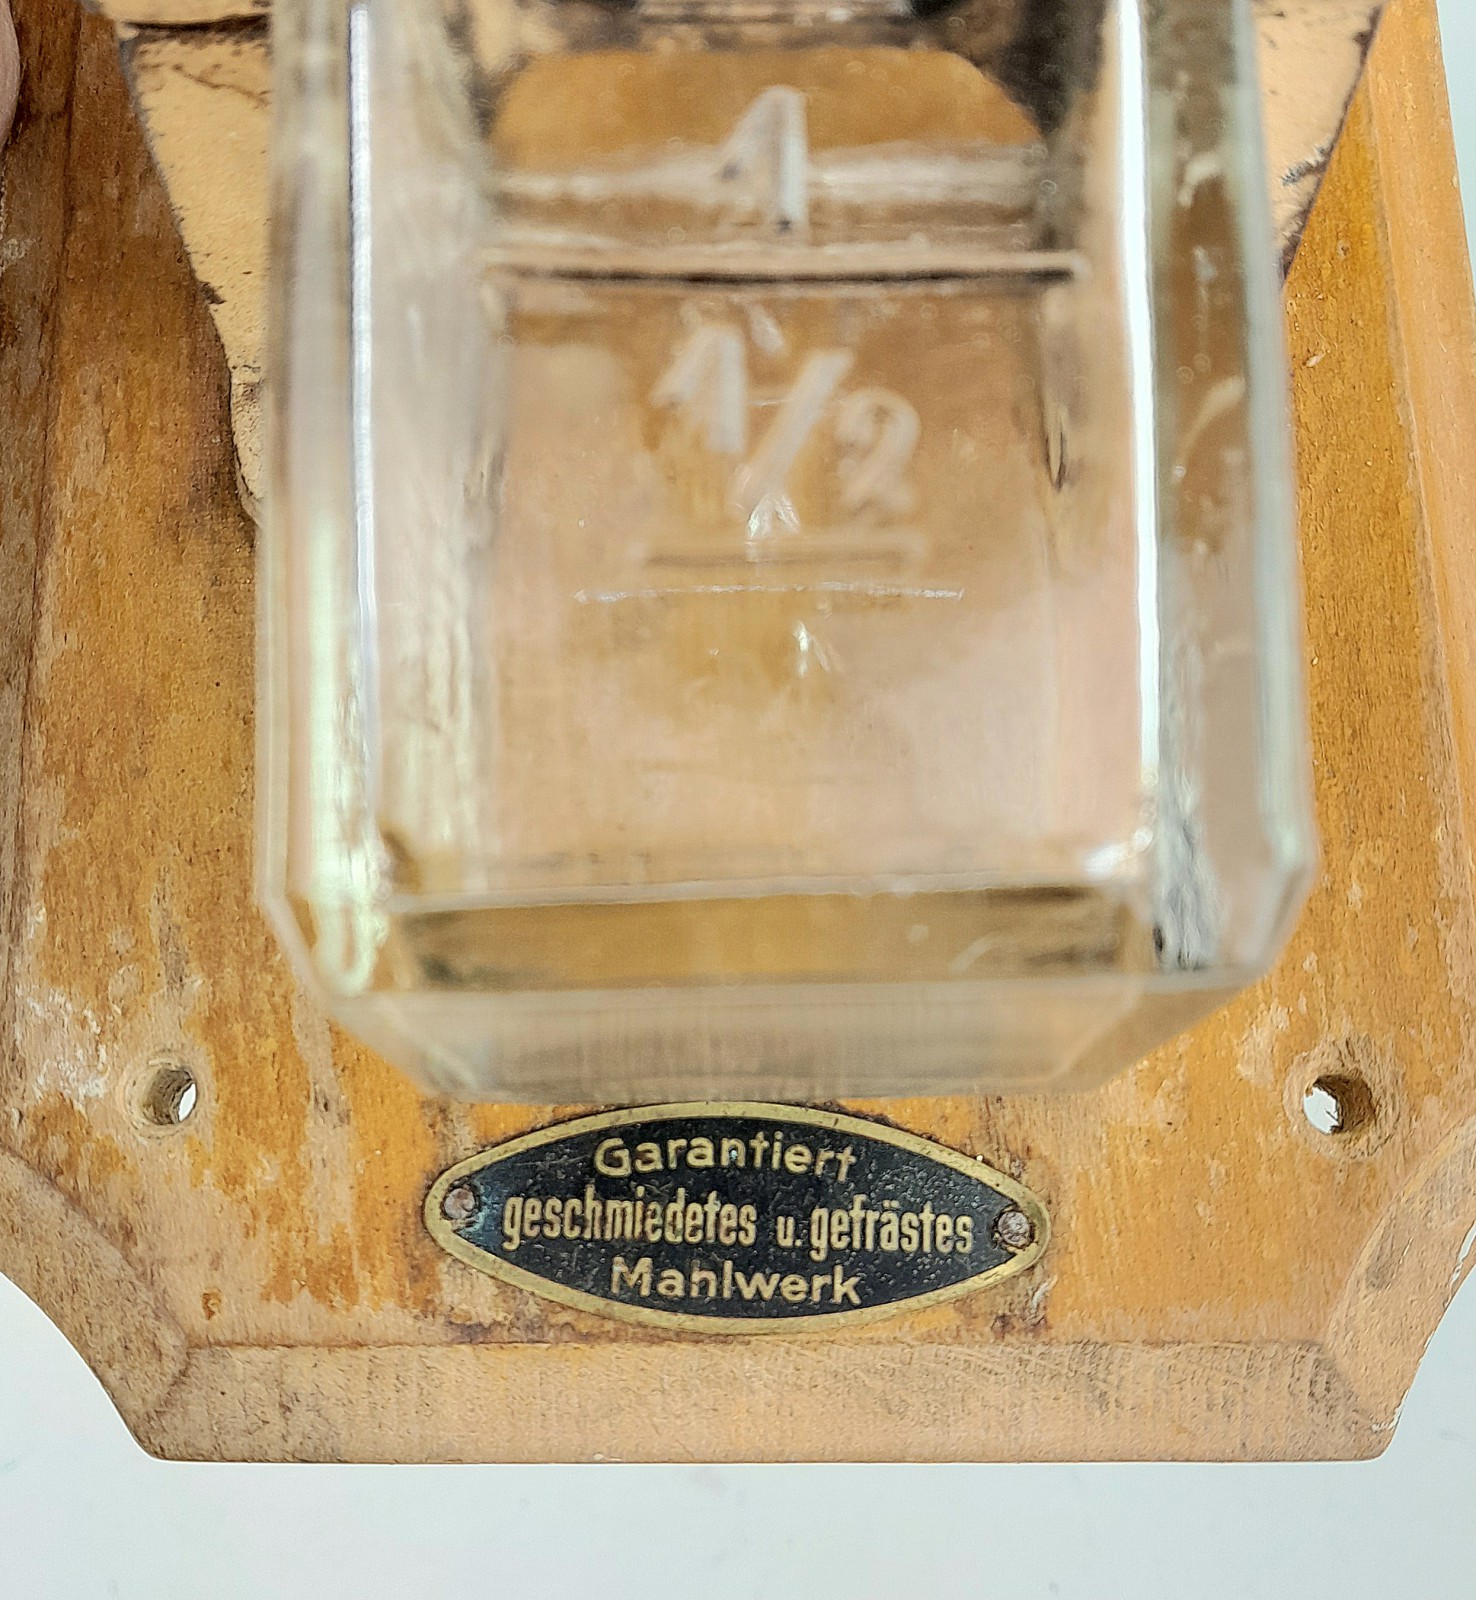 1
1/2
Garantiert
geschmiedetes u. gefrästes
Mahlwerk